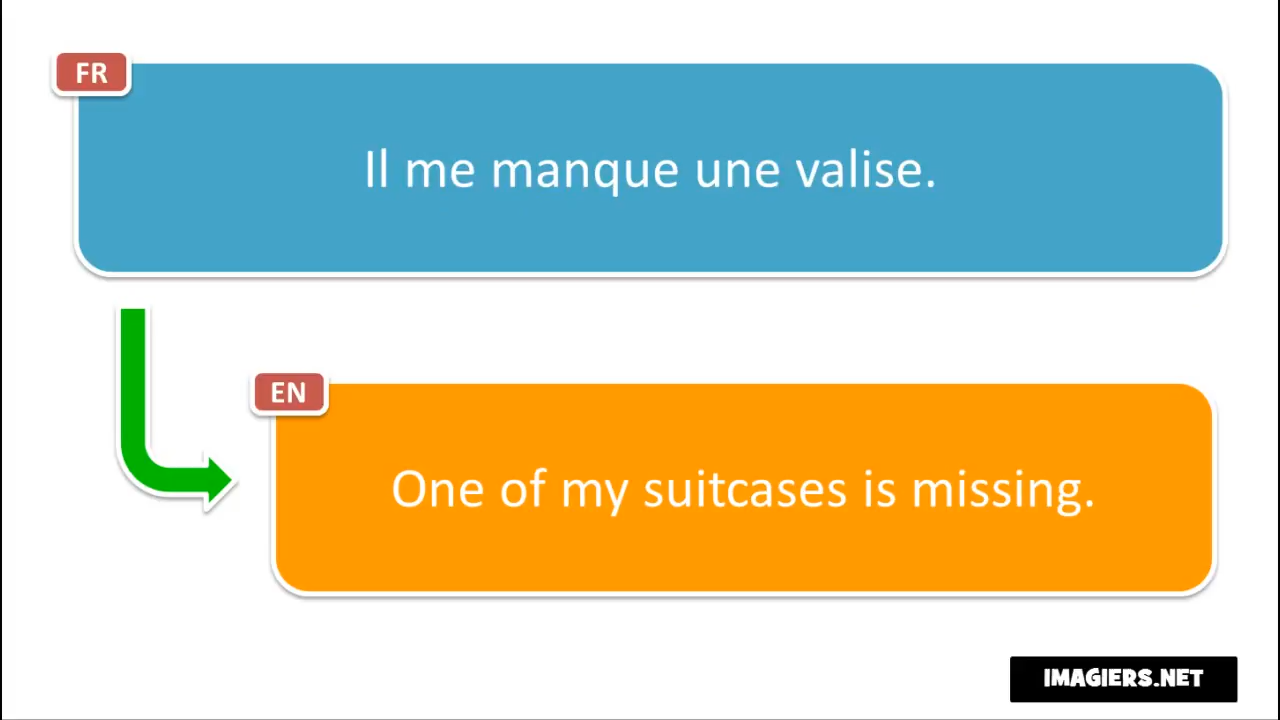 FR
Il me manque une valise.
EN
One of my suitcases is missing.
IMAGIERS.NET